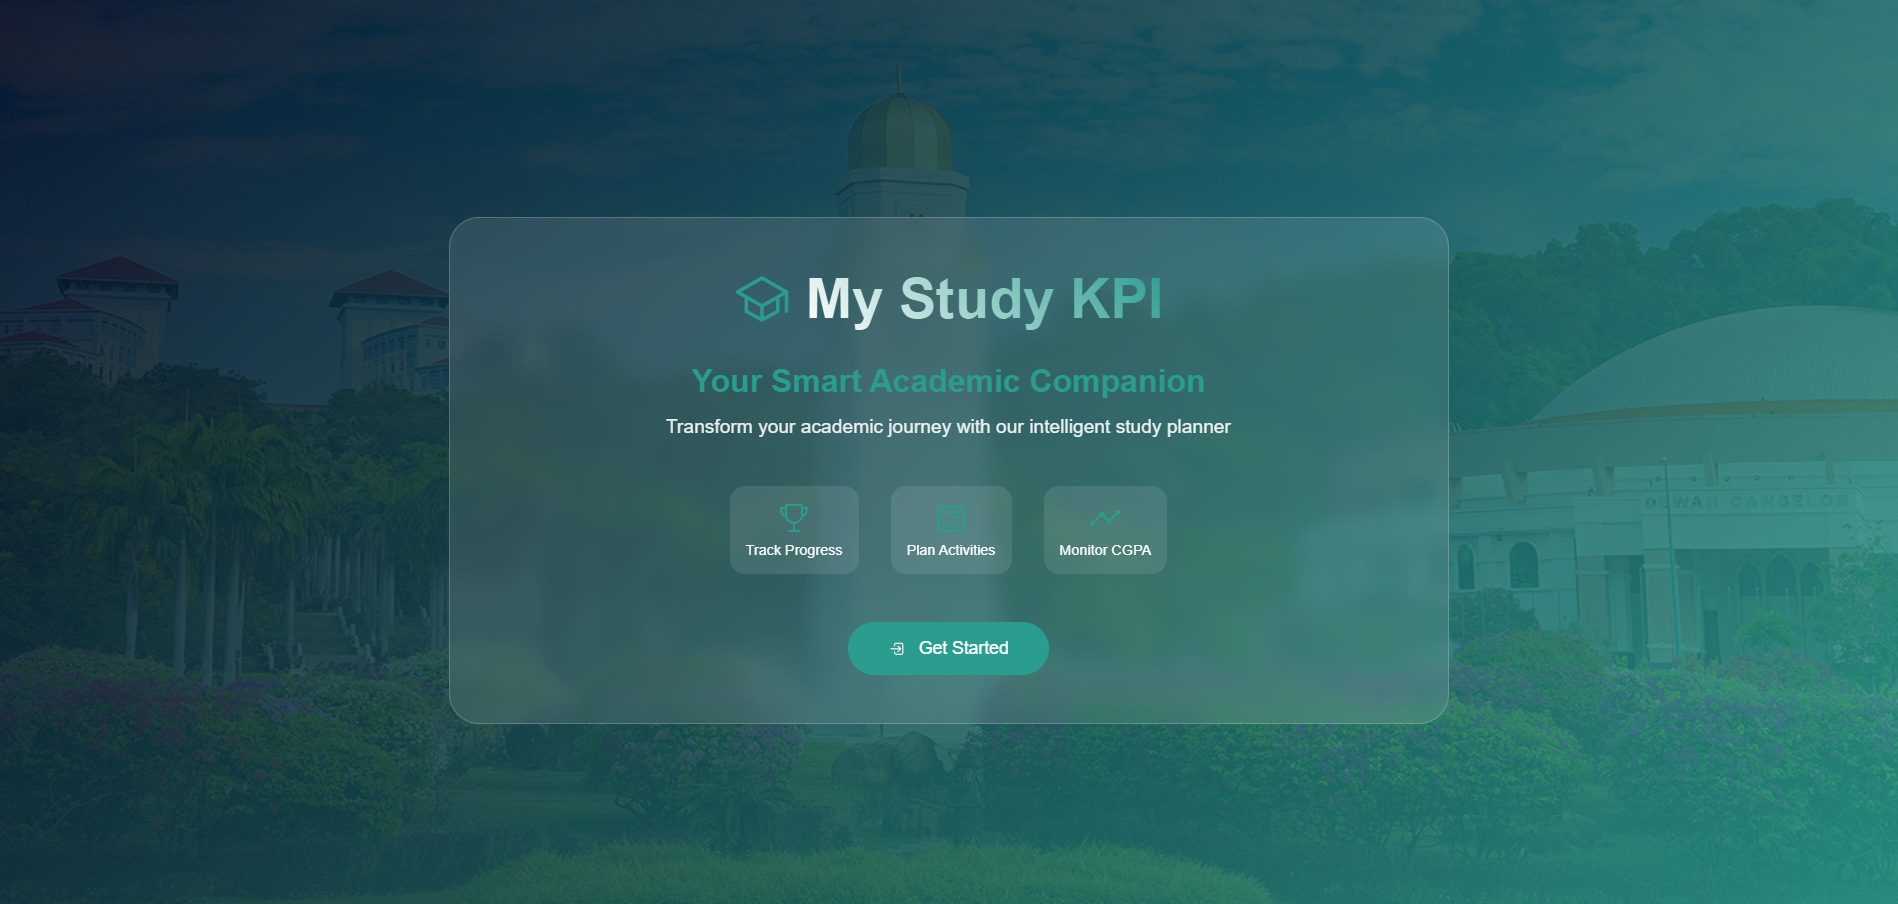 My Study KPI
Your Smart Academic Companion
Transform your academic journey with our intelligent study planner
Track Progress
Plan Activities
Monitor CGPA
Get Started
DEWAN CANSELOR